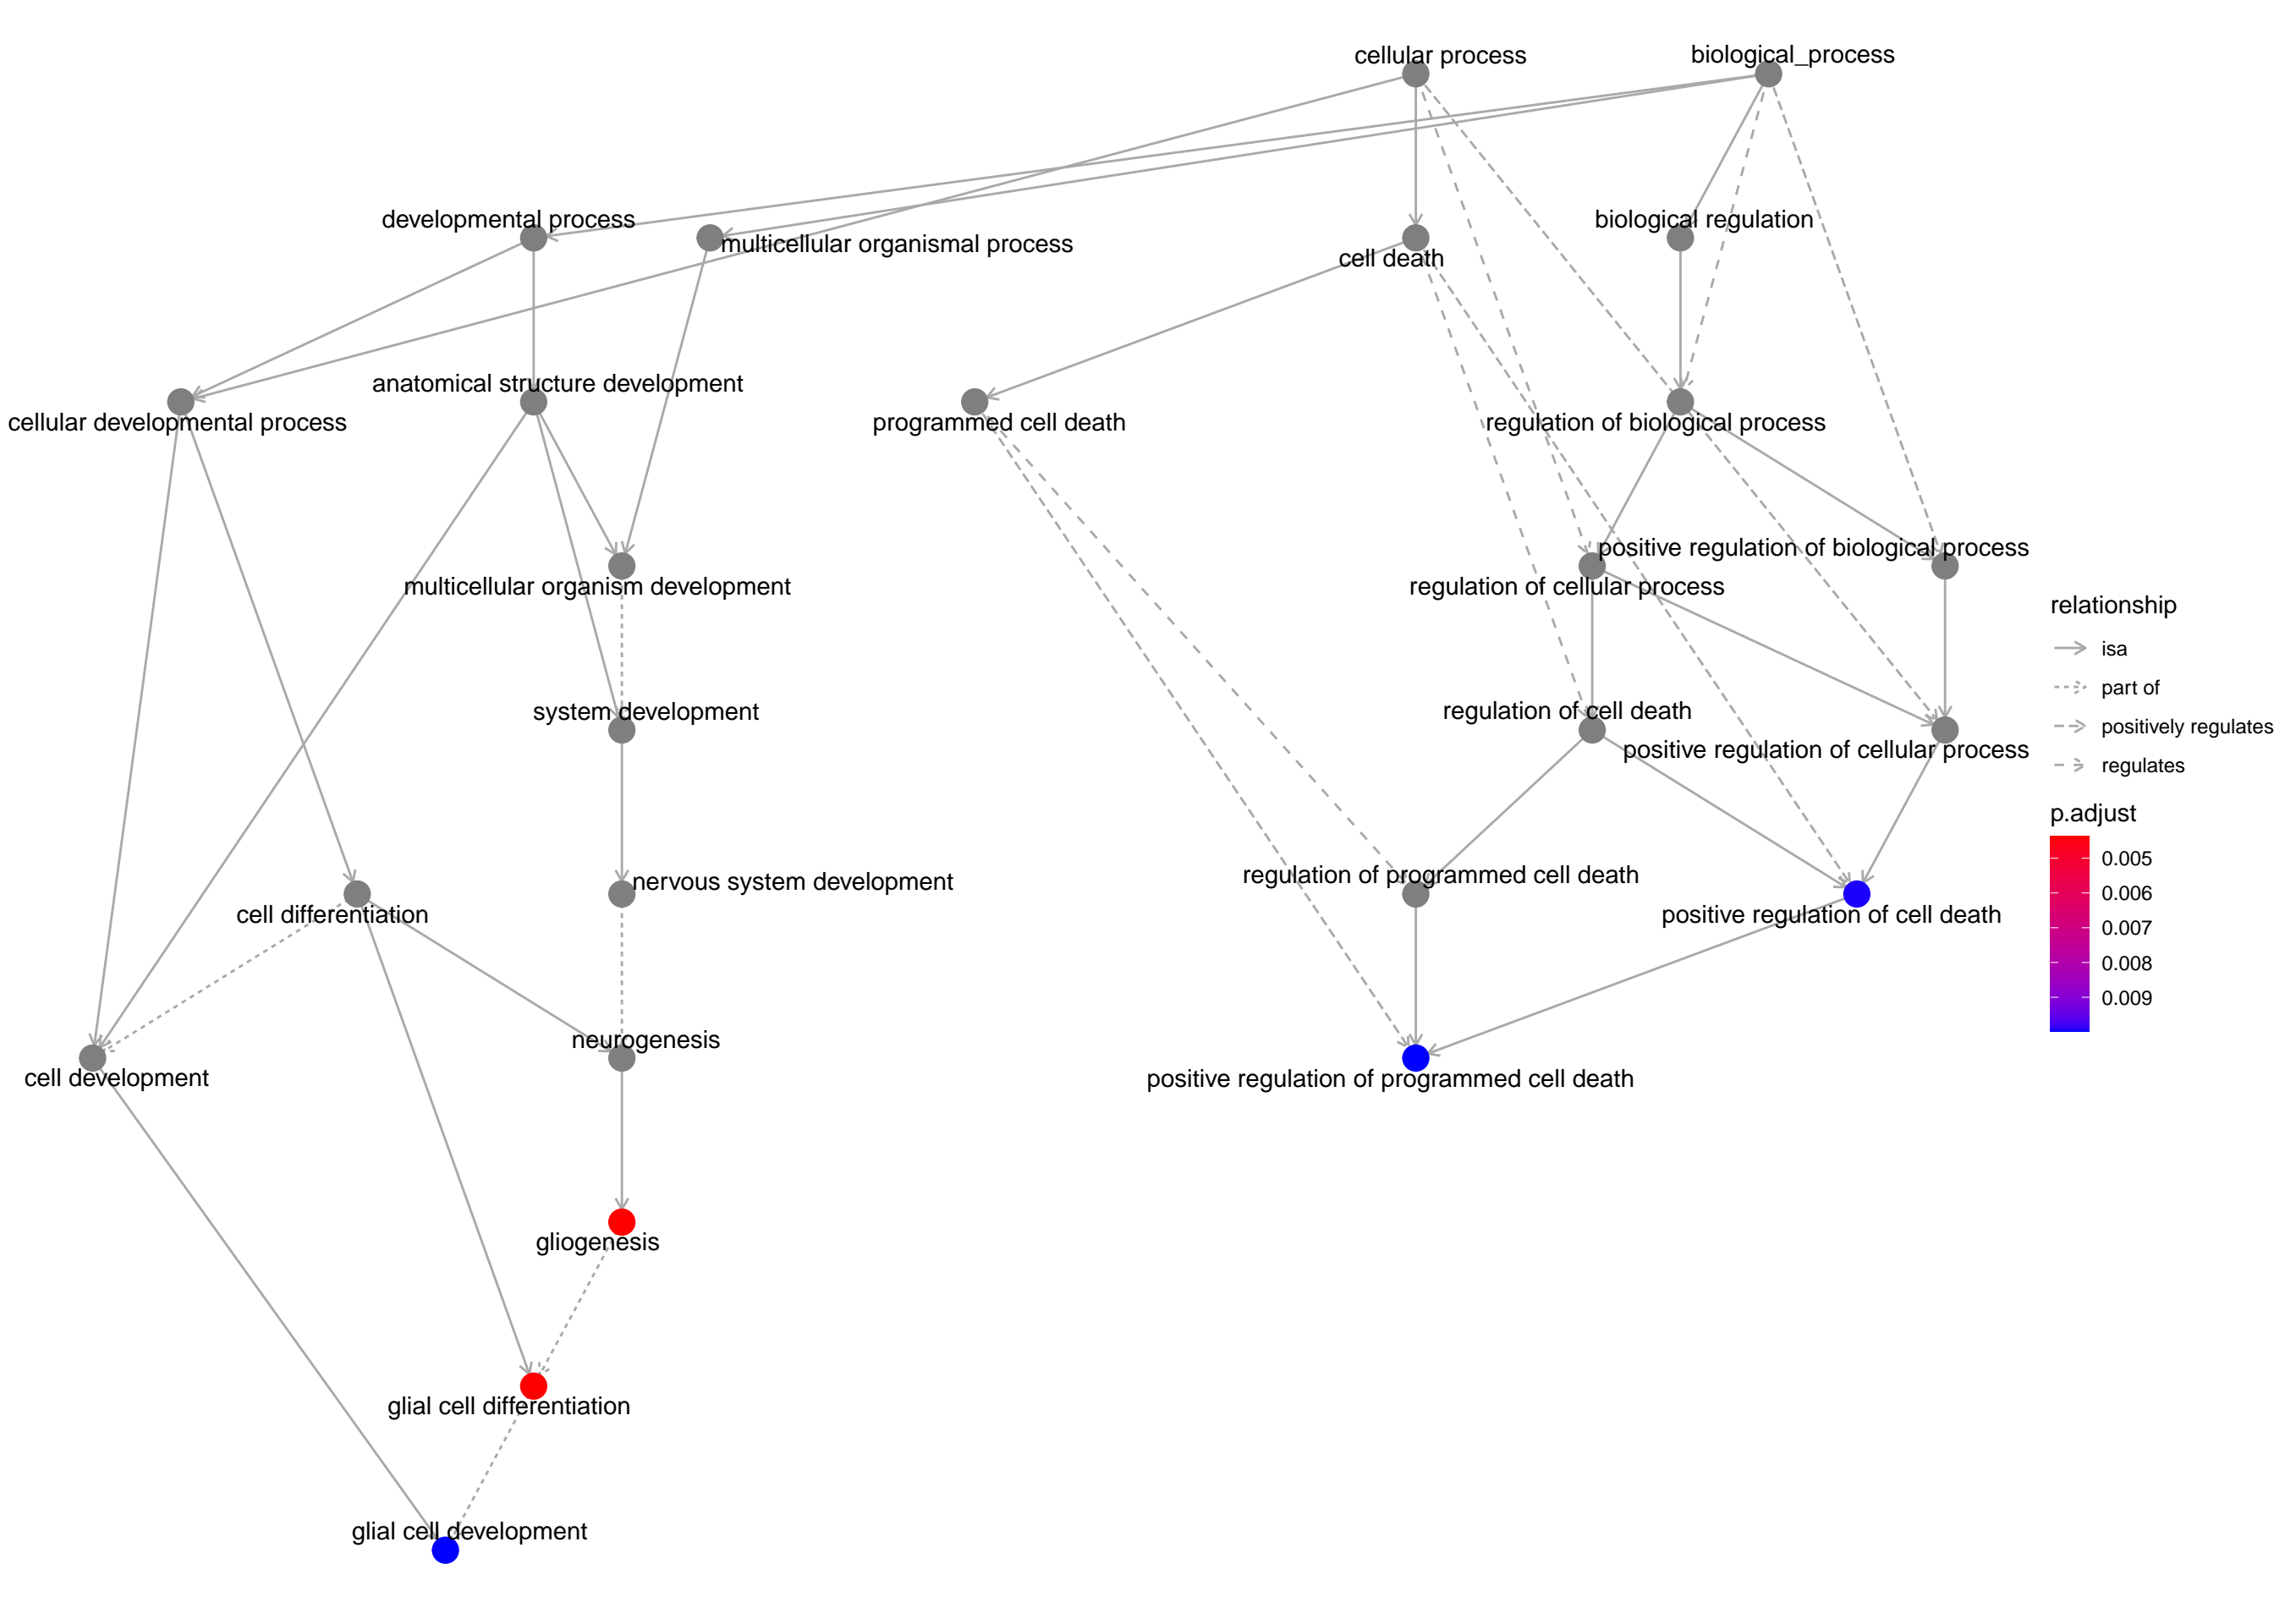 cellular process
biological_process
developmental process
multicellular organismal process
cell death
biological regulation
cellular developmental process
anatomical structure development
programmed cell death
regulation of biological process
multicellular organism development
regulation of cellular process
positive regulation of biological process
system development
regulation of cell death
positive regulation of cellular process
cell differentiation
nervous system development
regulation of programmed cell death
positive regulation of cell death
cell development
neurogenesis
positive regulation of programmed cell death
gliogenesis
glial cell differentiation
glial cell development
relationship
isa
part of
positively regulates
regulates
p.adjust
0.005
0.006
0.007
0.008
0.009